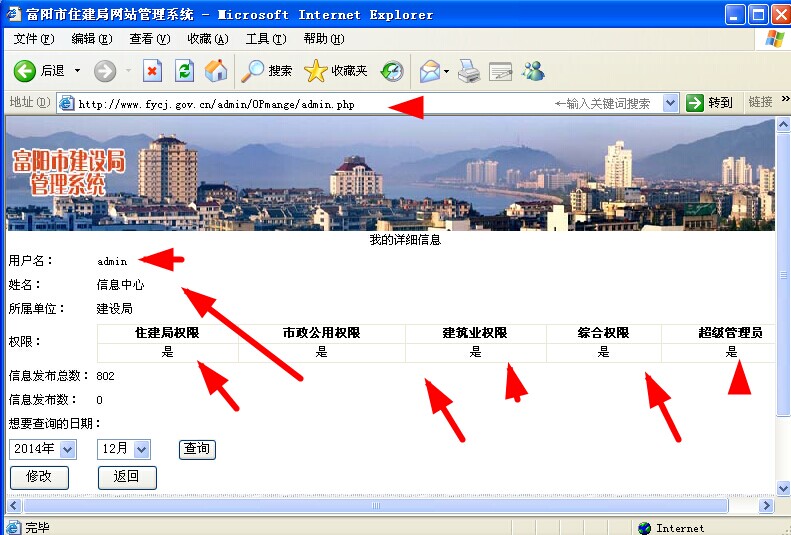 富阳市住建局网站管理系统 - Microsoft Internet Explorer
文件(F) 编辑(E) 查看(V) 收藏(A) 工具(T) 帮助(H)
后退 搜索 收藏夹
地址(D) http://www.fycj.gov.cn/admin/OPmange/admin.php ←输入关键词搜索 转到 链接 »
富阳市建设局
管理系统
我的详细信息
用户名： admin
姓名： 信息中心
所属单位： 建设局
权限： 住建局权限 市政公用权限 建筑业权限 综合权限 超级管理员
是 是 是 是 是
信息发布总数： 802
信息发布数： 0
想要查询的日期：
2014年 12月 查询
修改 返回
完毕 Internet